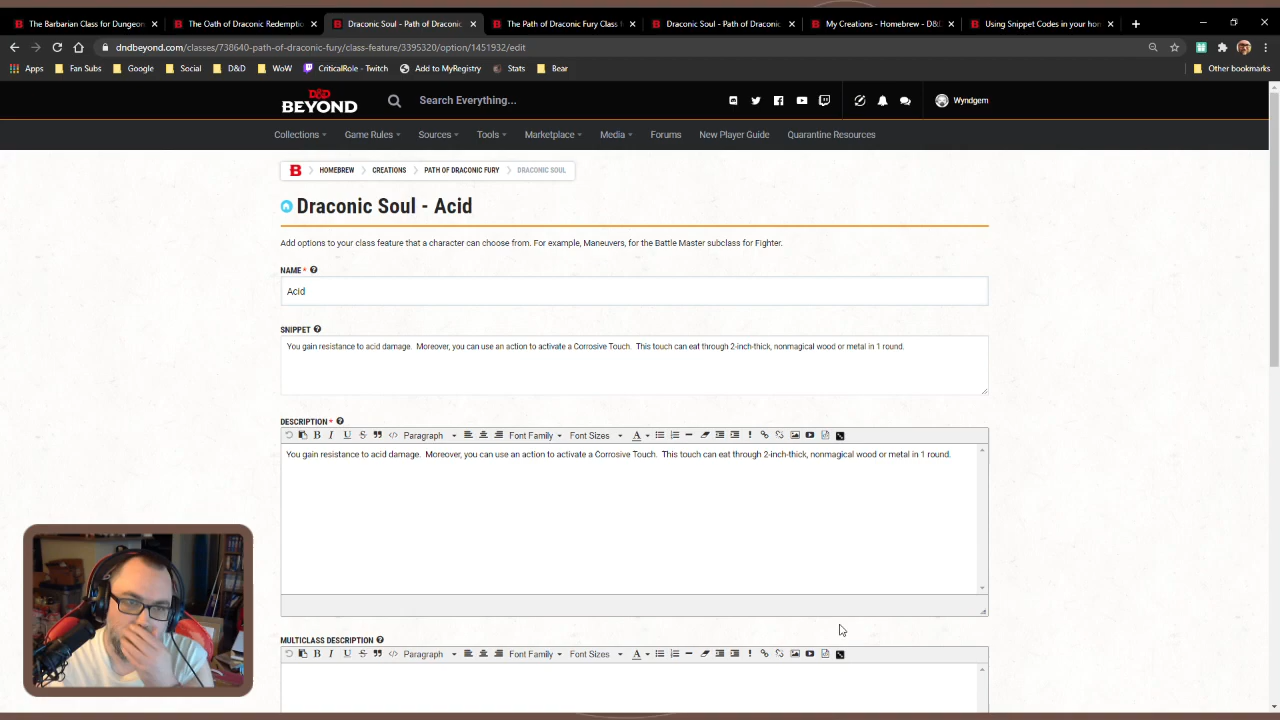 The Barbarian Class for Dungeon
The Oath of Draconic Redemptio
Draconic Soul - Path of Draconic
The Path of Draconic Fury Class
Draconic Soul - Path of Draconic
My Creations - Homebrew - D&D
Using Snippet Codes in your hon
dndbeyond.com/classes/738640-path-of-draconic-fury/class-feature/3395320/option/1451932/edit
Apps
Fan Subs
Google
Social
D&D
WoW
CriticalRole - Twitch
Add to MyRegistry
Stats
Bear
Other bookmarks
D&D
BEYOND
Search Everything...
Wyndgem
Collections
Game Rules
Sources
Tools
Marketplace
Media
Forums
New Player Guide
Quarantine Resources
B
HOMEBREW
CREATIONS
PATH OF DRACONIC FURY
DRACONIC SOUL
Draconic Soul - Acid
Add options to your class feature that a character can choose from. For example, Maneuvers, for the Battle Master subclass for Fighter.
NAME *
Acid
SNIPPET
You gain resistance to acid damage.  Moreover, you can use an action to activate a Corrosive Touch.  This touch can eat through 2-inch-thick, nonmagical wood or metal in 1 round.
DESCRIPTION *
B I U S Paragraph Font Family Font Sizes A
You gain resistance to acid damage.  Moreover, you can use an action to activate a Corrosive Touch.  This touch can eat through 2-inch-thick, nonmagical wood or metal in 1 round.
MULTICLASS DESCRIPTION
B I U S Paragraph Font Family Font Sizes A